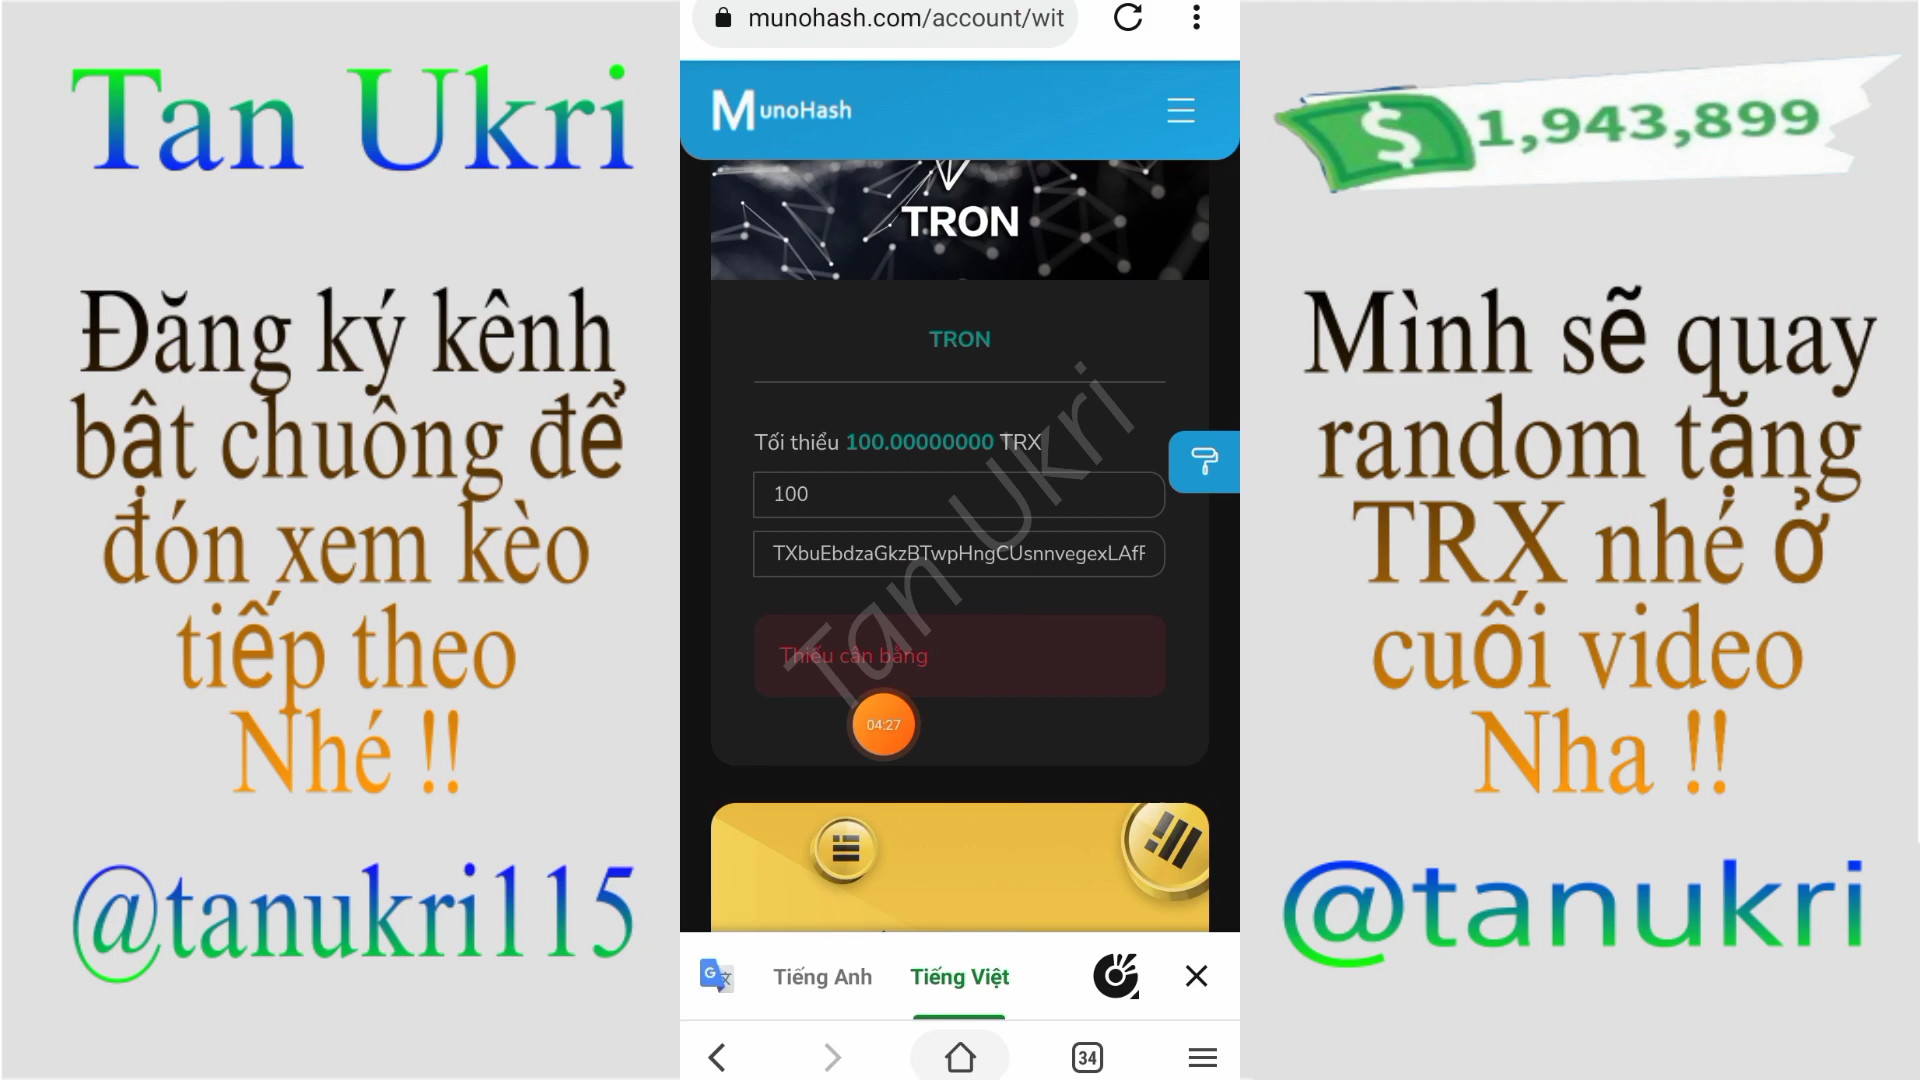 Tan Ukri
Đăng ký kênh
bật chuông để
đón xem kèo
tiếp theo
Nhé !!
@tanukri115
munohash.com/account/wit
MunoHash
TRON
TRON
Tối thiểu 100.00000000 TRX
100
TXbuEbdzaGkzBTwpHngCUsnnvegexLAfF
Thiếu cân bằng
Tan Ukri
04:27
Tiếng Anh
Tiếng Việt
34
$ 1,943,899
Mình sẽ quay
random tặng
TRX nhé ở
cuối video
Nha !!
@tanukri